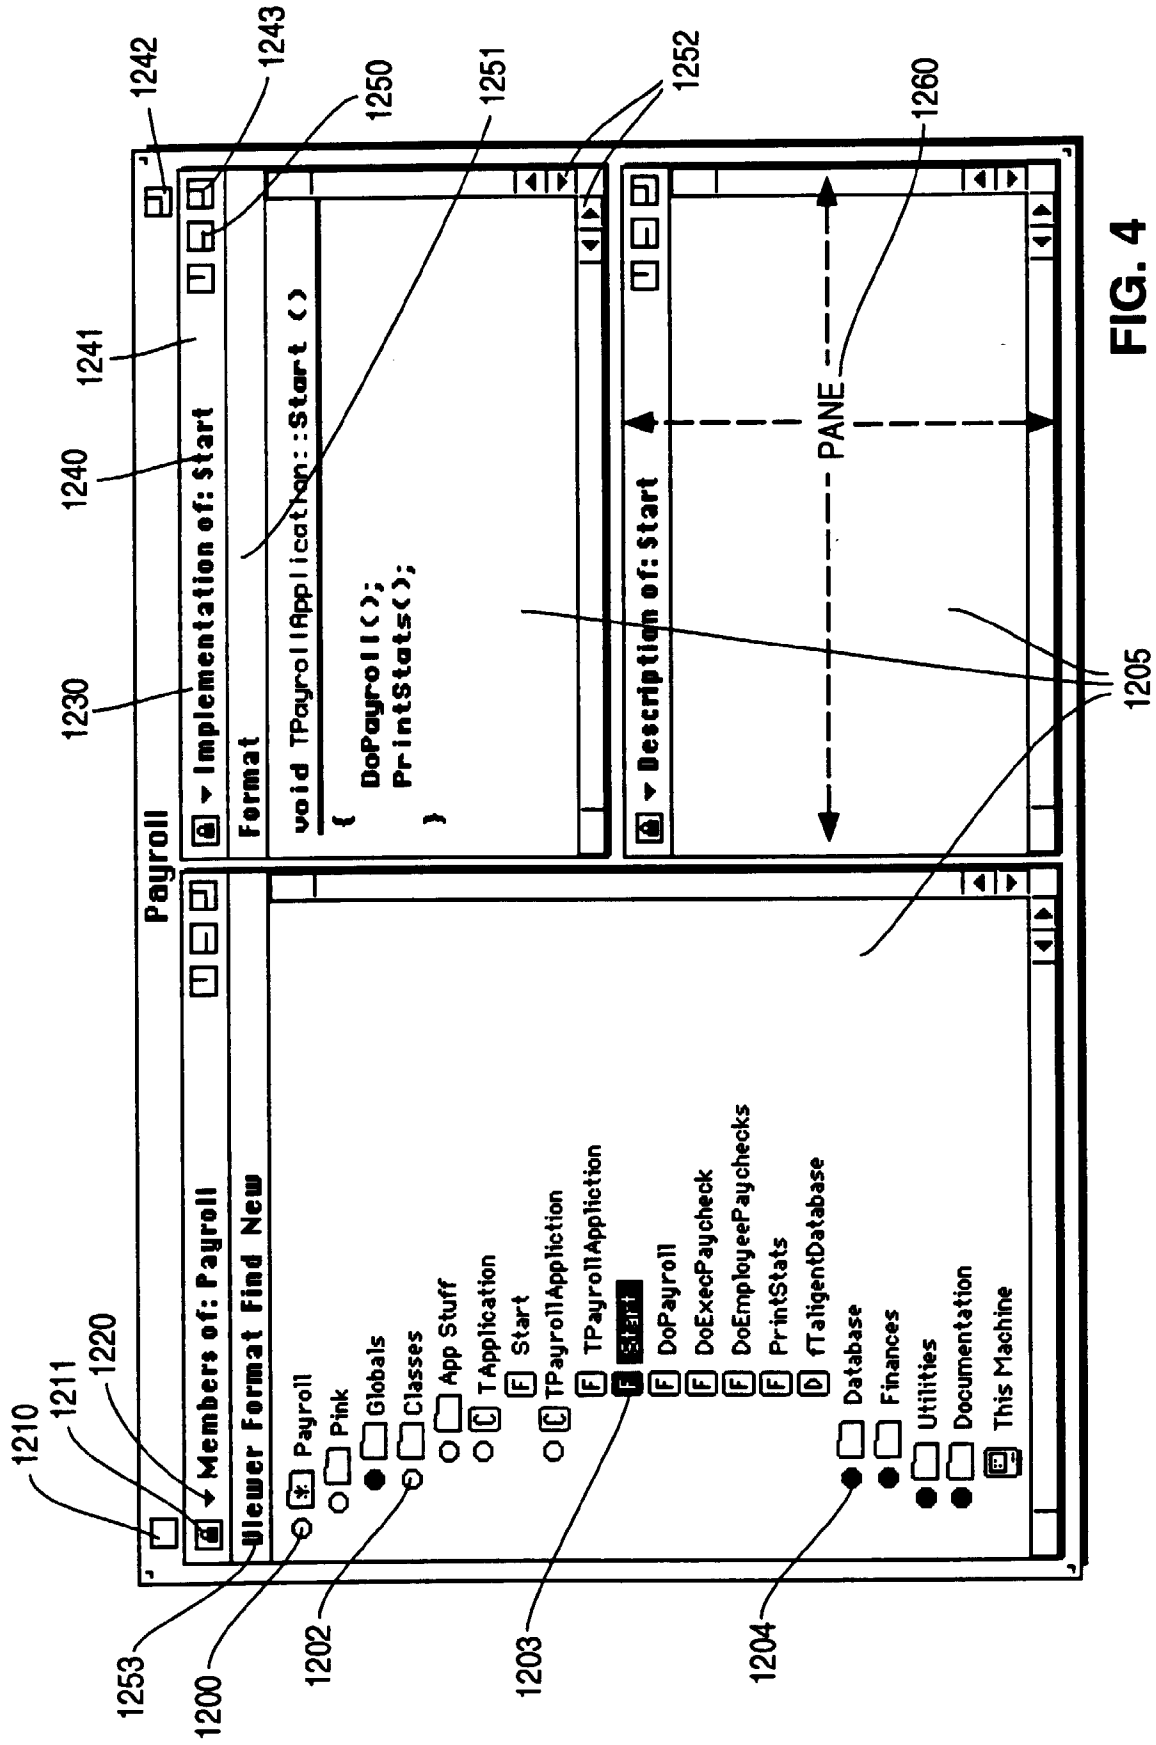 1210
1211
1220
1230
1240
1241
1242
1243
1250
1251
1252
1260
Payroll
Members of: Payroll
Viewer Format Find New
Payroll
Pink
Globals
Classes
App Stuff
C TApplication
F Start
C TPayrollAppliction
F TPayrollAppliction
F Start
F DoPayroll
F DoExecPaycheck
F DoEmployeePaychecks
F PrintStats
D fTaligentDatabase
Database
Finances
Utilities
Documentation
This Machine
Implementation of: Start
Format
void TPayrollApplication::Start ()
{
DoPayroll();
PrintStats();
}
Description of: Start
PANE
1253
1200
1202
1203
1204
1205
FIG. 4